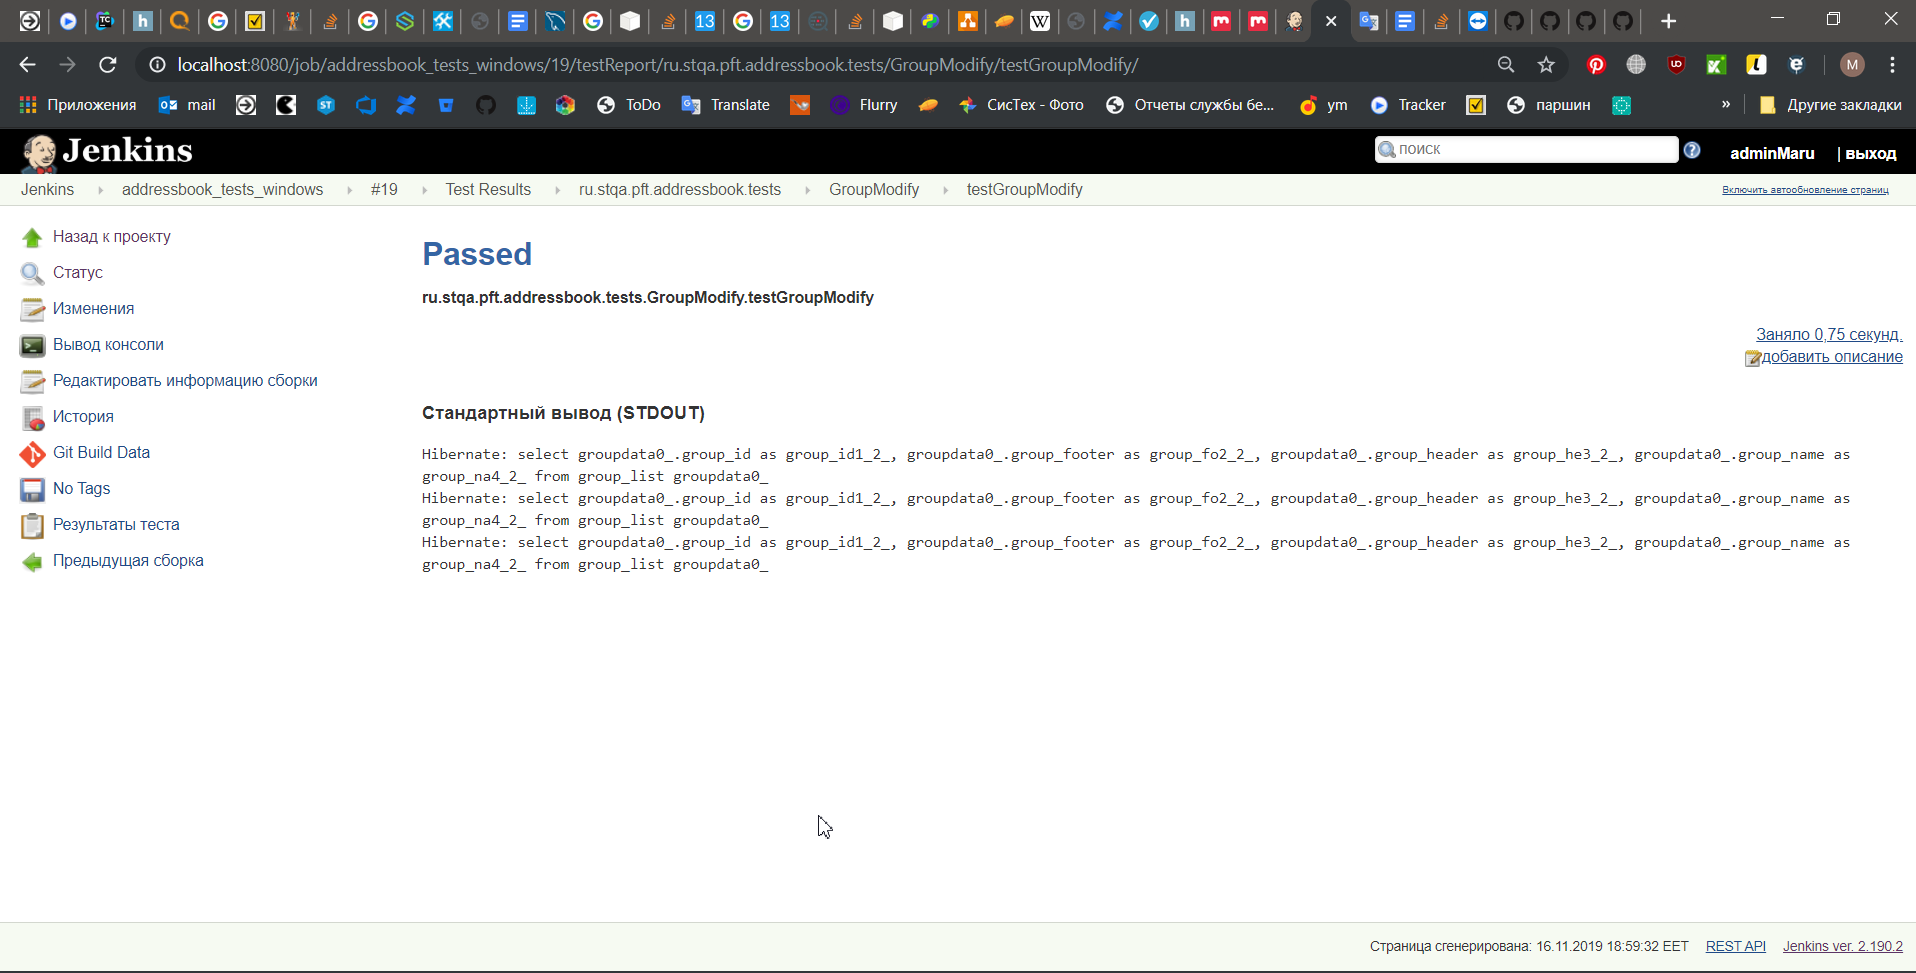 localhost:8080/job/addressbook_tests_windows/19/testReport/ru.stqa.pft.addressbook.tests/GroupModify/testGroupModify/
Приложения mail ToDo Translate Flurry СисТех - Фото Отчеты службы бе... ym Tracker паршин » Другие закладки
Jenkins поиск adminMaru | выход
Jenkins addressbook_tests_windows #19 Test Results ru.stqa.pft.addressbook.tests GroupModify testGroupModify Включить автообновление страниц
Назад к проекту
Статус
Изменения
Вывод консоли
Редактировать информацию сборки
История
Git Build Data
No Tags
Результаты теста
Предыдущая сборка
Passed
ru.stqa.pft.addressbook.tests.GroupModify.testGroupModify
Заняло 0,75 секунд.
добавить описание
Стандартный вывод (STDOUT)
Hibernate: select groupdata0_.group_id as group_id1_2_, groupdata0_.group_footer as group_fo2_2_, groupdata0_.group_header as group_he3_2_, groupdata0_.group_name as
group_na4_2_ from group_list groupdata0_
Hibernate: select groupdata0_.group_id as group_id1_2_, groupdata0_.group_footer as group_fo2_2_, groupdata0_.group_header as group_he3_2_, groupdata0_.group_name as
group_na4_2_ from group_list groupdata0_
Hibernate: select groupdata0_.group_id as group_id1_2_, groupdata0_.group_footer as group_fo2_2_, groupdata0_.group_header as group_he3_2_, groupdata0_.group_name as
group_na4_2_ from group_list groupdata0_
Страница сгенерирована: 16.11.2019 18:59:32 EET REST API Jenkins ver. 2.190.2